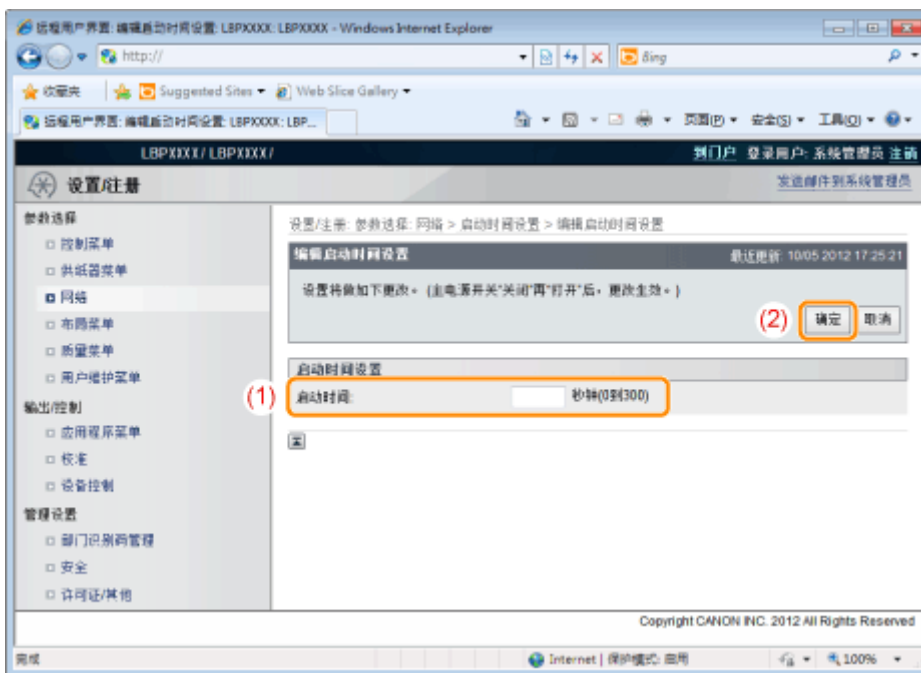 远程用户界面: 编辑启动时间设置: LBPXXXX: LBPXXXX - Windows Internet Explorer
http://
Bing
收藏夹 Suggested Sites Web Slice Gallery
远程用户界面: 编辑启动时间设置: LBPXXXX: LBP...
页面(P) 安全(S) 工具(O)
LBPXXXX/ LBPXXXX/
到门户 登录用户: 系统管理员 注销
设置/注册
发送邮件到系统管理员
参数选择
控制菜单
供纸器菜单
网络
布局菜单
质量菜单
用户维护菜单
输出/控制
应用程序菜单
校准
设备控制
管理设置
部门识别码管理
安全
许可证/其他
设置/注册: 参数选择: 网络 > 启动时间设置 > 编辑启动时间设置
编辑启动时间设置
最近更新: 10/05 2012 17:25:21
设置将做如下更改。(主电源开关"关闭"再"打开"后，更改生效。)
(2) 确定 取消
启动时间设置
(1) 启动时间: 秒钟(0到300)
Copyright CANON INC. 2012 All Rights Reserved
完成
Internet | 保护模式: 启用
100%